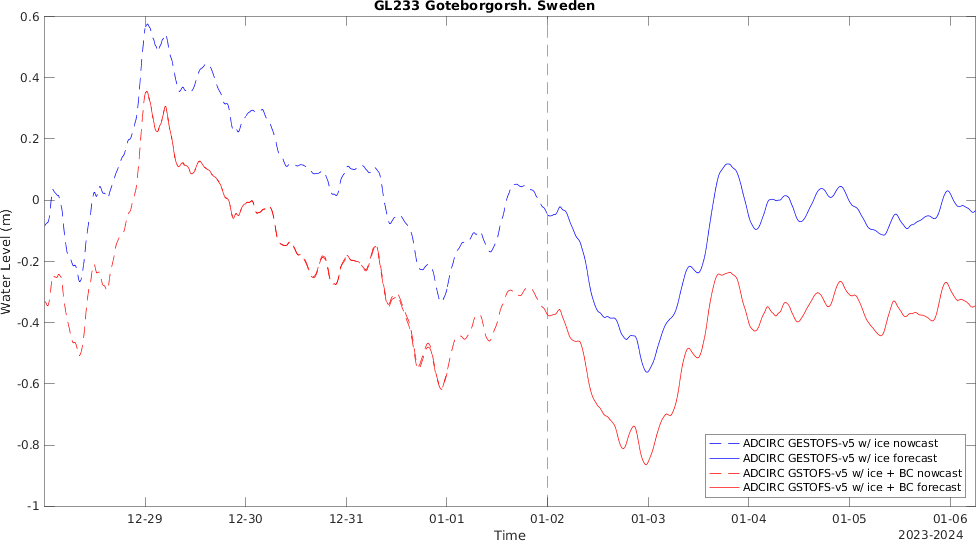 GL233 Goteborgorsh. Sweden
0.6
0.4
0.2
0
-0.2
-0.4
-0.6
-0.8
-1
Water Level (m)
12-29
12-30
12-31
01-01
01-02
01-03
01-04
01-05
01-06
Time
2023-2024
ADCIRC GESTOFS-v5 w/ ice nowcast
ADCIRC GESTOFS-v5 w/ ice forecast
ADCIRC GSTOFS-v5 w/ ice + BC nowcast
ADCIRC GSTOFS-v5 w/ ice + BC forecast